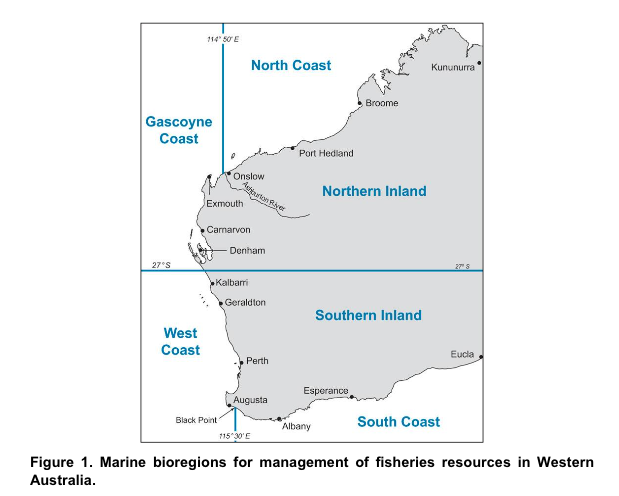 114° 50' E
North Coast
Kununurra
Broome
Gascoyne
Coast
Port Hedland
Onslow
Ashburton River
Northern Inland
Exmouth
Carnarvon
Denham
27° S
27° S
Kalbarri
Geraldton
Southern Inland
West
Coast
Eucla
Perth
Esperance
Augusta
Black Point
South Coast
Albany
115° 30' E
Figure 1. Marine bioregions for management of fisheries resources in Western
Australia.